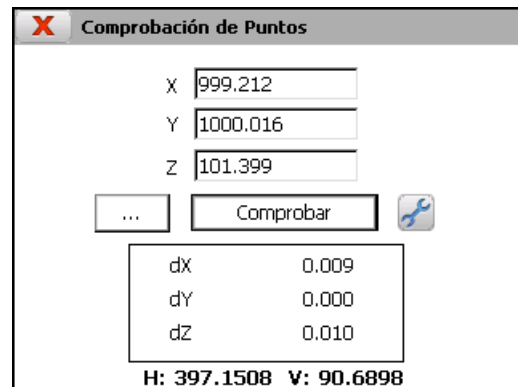 X Comprobación de Puntos
X 999.212
Y 1000.016
Z 101.399
... Comprobar
dX 0.009
dY 0.000
dZ 0.010
H: 397.1508 V: 90.6898